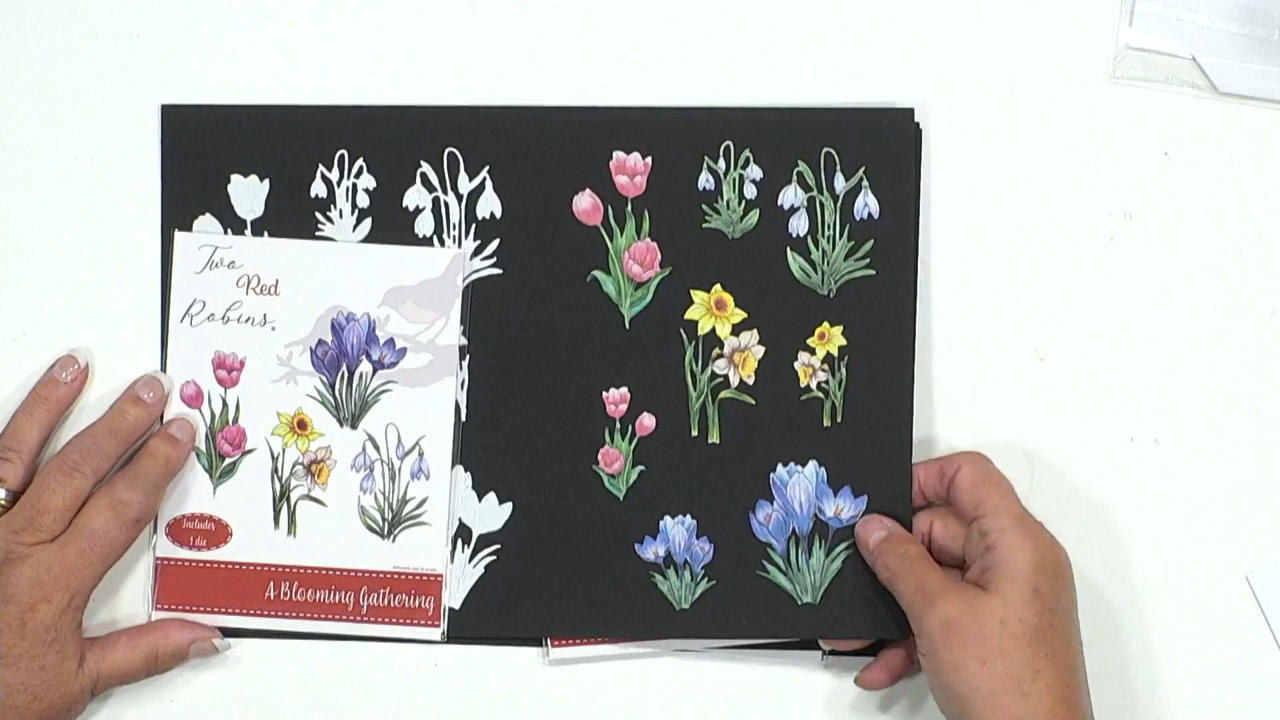 Two
Red
Robins.
Includes
1 die
A Blooming Gathering